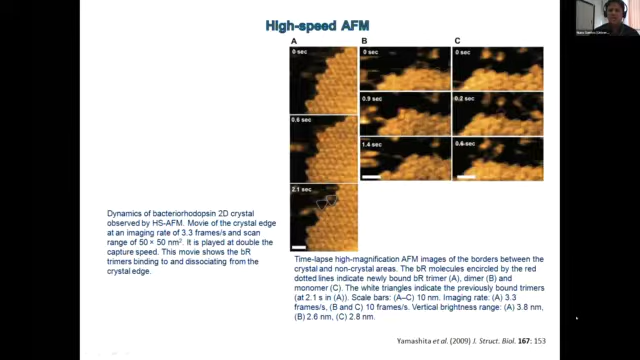 High-speed AFM
A
B
C
0 sec
0 sec
0 sec
0.6 sec
0.9 sec
0.2 sec
2.1 sec
1.4 sec
0.6 sec
Dynamics of bacteriorhodopsin 2D crystal
observed by HS-AFM. Movie of the crystal edge
at an imaging rate of 3.3 frames/s and scan
range of 50 × 50 nm². It is played at double the
capture speed. This movie shows the bR
trimers binding to and dissociating from the
crystal edge.
Time-lapse high-magnification AFM images of the borders between the
crystal and non-crystal areas. The bR molecules encircled by the red
dotted lines indicate newly bound bR trimer (A), dimer (B) and
monomer (C). The white triangles indicate the previously bound trimers
(at 2.1 s in (A)). Scale bars: (A–C) 10 nm. Imaging rate: (A) 3.3
frames/s, (B and C) 10 frames/s. Vertical brightness range: (A) 3.8 nm,
(B) 2.6 nm, (C) 2.8 nm.
Yamashita et al. (2009) J. Struct. Biol. 167: 153